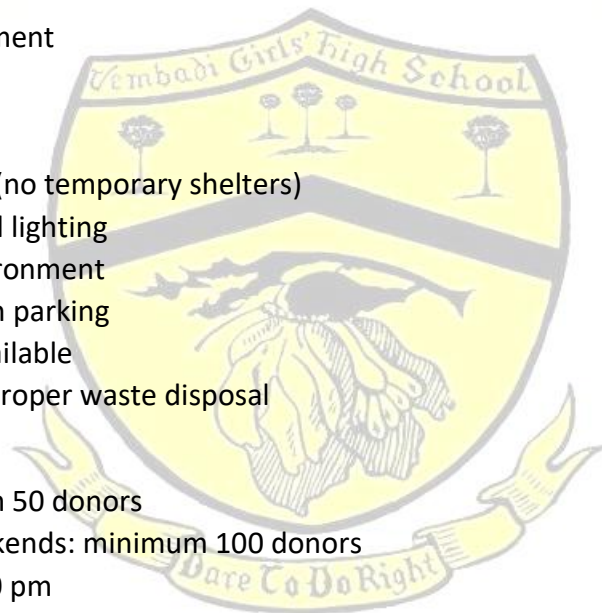 ment
Vembadi Girls' High School
(no temporary shelters)
d lighting
ronment
h parking
ailable
roper waste disposal
n 50 donors
kends: minimum 100 donors
0 pm
Dare To Do Right